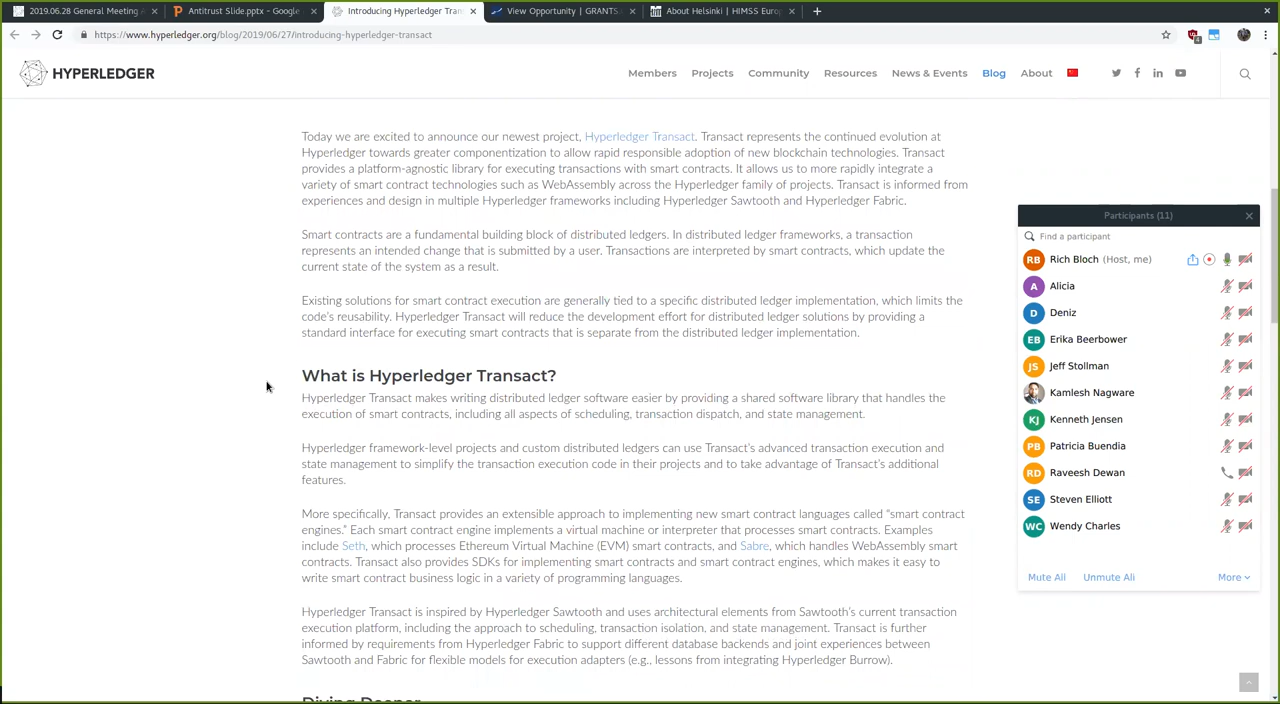 2019.06.28 General Meeting A
Antitrust Slide.pptx - Google
Introducing Hyperledger Tran
View Opportunity | GRANTS.
About Helsinki | HIMSS Euro
https://www.hyperledger.org/blog/2019/06/27/introducing-hyperledger-transact
HYPERLEDGER
Members Projects Community Resources News & Events Blog About
Today we are excited to announce our newest project, Hyperledger Transact. Transact represents the continued evolution at
Hyperledger towards greater componentization to allow rapid responsible adoption of new blockchain technologies. Transact
provides a platform-agnostic library for executing transactions with smart contracts. It allows us to more rapidly integrate a
variety of smart contract technologies such as WebAssembly across the Hyperledger family of projects. Transact is informed from
experiences and design in multiple Hyperledger frameworks including Hyperledger Sawtooth and Hyperledger Fabric.
Smart contracts are a fundamental building block of distributed ledgers. In distributed ledger frameworks, a transaction
represents an intended change that is submitted by a user. Transactions are interpreted by smart contracts, which update the
current state of the system as a result.
Existing solutions for smart contract execution are generally tied to a specific distributed ledger implementation, which limits the
code's reusability. Hyperledger Transact will reduce the development effort for distributed ledger solutions by providing a
standard interface for executing smart contracts that is separate from the distributed ledger implementation.
What is Hyperledger Transact?
Hyperledger Transact makes writing distributed ledger software easier by providing a shared software library that handles the
execution of smart contracts, including all aspects of scheduling, transaction dispatch, and state management.
Hyperledger framework-level projects and custom distributed ledgers can use Transact's advanced transaction execution and
state management to simplify the transaction execution code in their projects and to take advantage of Transact's additional
features.
More specifically, Transact provides an extensible approach to implementing new smart contract languages called "smart contract
engines." Each smart contract engine implements a virtual machine or interpreter that processes smart contracts. Examples
include Seth, which processes Ethereum Virtual Machine (EVM) smart contracts, and Sabre, which handles WebAssembly smart
contracts. Transact also provides SDKs for implementing smart contracts and smart contract engines, which makes it easy to
write smart contract business logic in a variety of programming languages.
Hyperledger Transact is inspired by Hyperledger Sawtooth and uses architectural elements from Sawtooth's current transaction
execution platform, including the approach to scheduling, transaction isolation, and state management. Transact is further
informed by requirements from Hyperledger Fabric to support different database backends and joint experiences between
Sawtooth and Fabric for flexible models for execution adapters (e.g., lessons from integrating Hyperledger Burrow).
Diving Deeper
Participants (11)
Find a participant
RB Rich Bloch (Host, me)
A Alicia
D Deniz
EB Erika Beerbower
JS Jeff Stollman
Kamlesh Nagware
KJ Kenneth Jensen
PB Patricia Buendia
RD Raveesh Dewan
SE Steven Elliott
WC Wendy Charles
Mute All Unmute All More